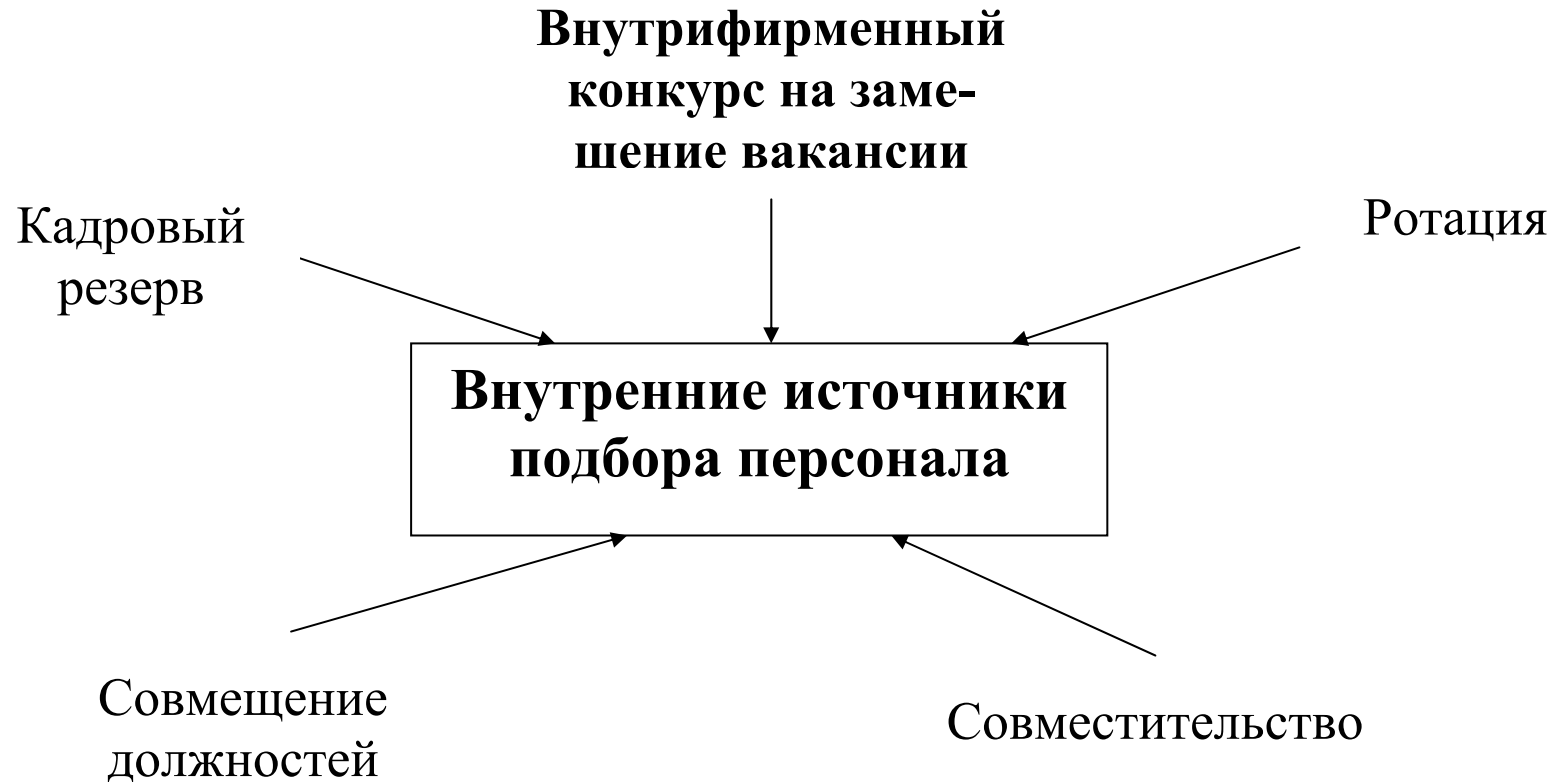 Внутрифирменный
конкурс на заме-
шение вакансии
Кадровый
резерв
Ротация
Внутренние источники
подбора персонала
Совмещение
должностей
Совместительство